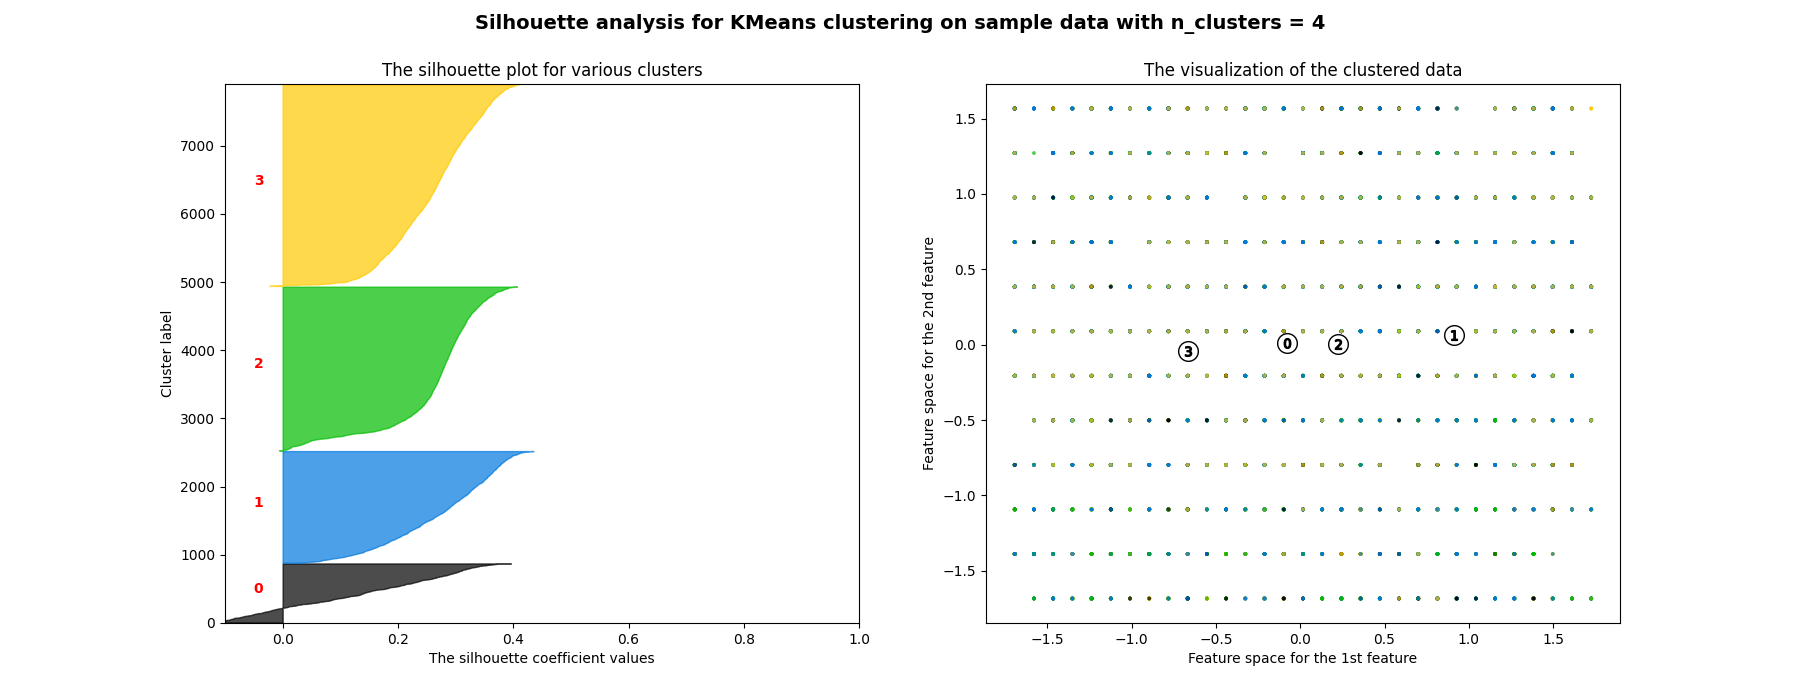 Silhouette analysis for KMeans clustering on sample data with n_clusters = 4
The silhouette plot for various clusters
Cluster label
7000
6000
5000
4000
3000
2000
1000
0
3
2
1
0
0.0 0.2 0.4 0.6 0.8 1.0
The silhouette coefficient values
The visualization of the clustered data
Feature space for the 2nd feature
1.5
1.0
0.5
0.0
−0.5
−1.0
−1.5
3 0 2 1
−1.5 −1.0 −0.5 0.0 0.5 1.0 1.5
Feature space for the 1st feature